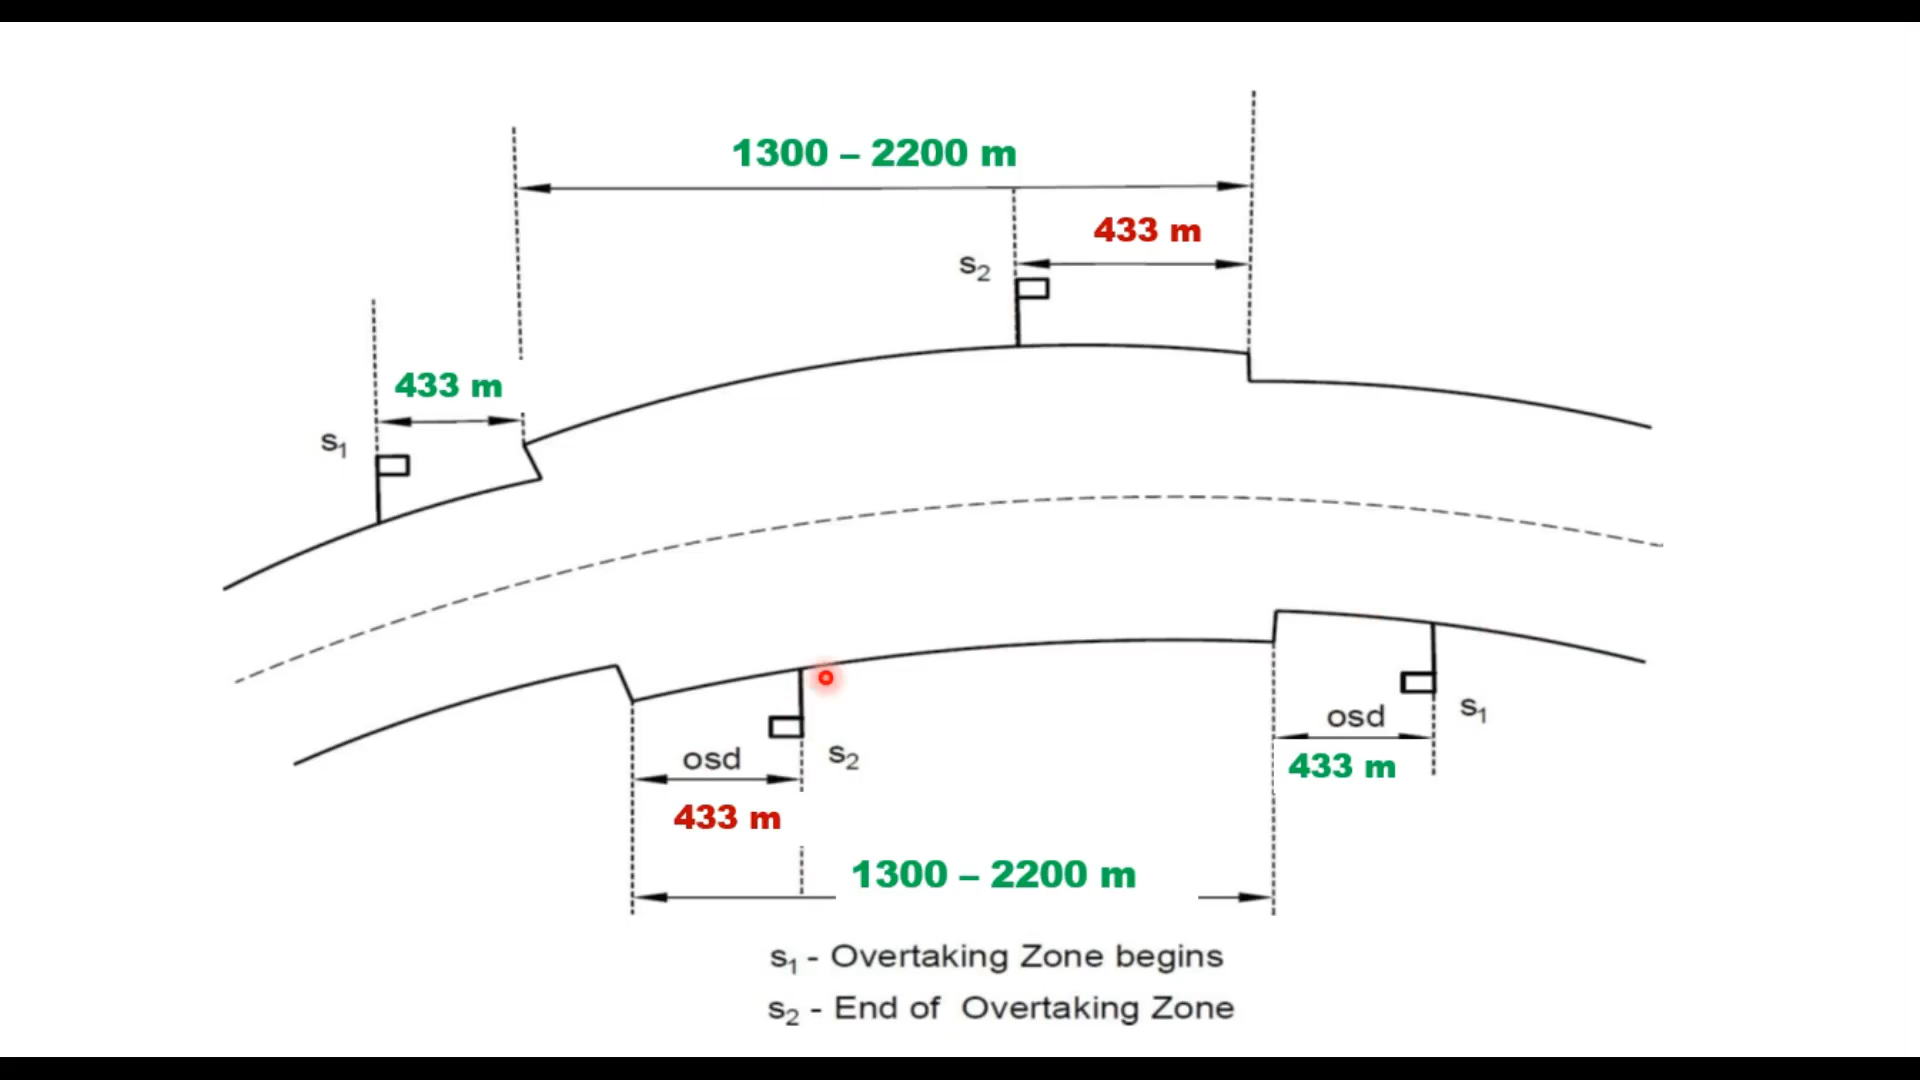 1300 – 2200 m
433 m
s2
433 m
s1
osd
s1
433 m
osd
s2
433 m
1300 – 2200 m
s1 - Overtaking Zone begins
s2 - End of Overtaking Zone